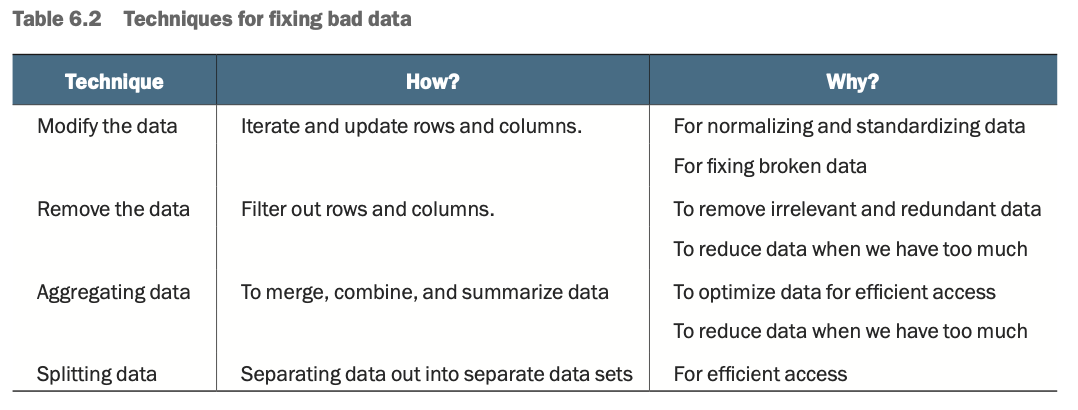 Table 6.2 Techniques for fixing bad data
Technique How? Why?
Modify the data Iterate and update rows and columns. For normalizing and standardizing data
For fixing broken data
Remove the data Filter out rows and columns. To remove irrelevant and redundant data
To reduce data when we have too much
Aggregating data To merge, combine, and summarize data To optimize data for efficient access
To reduce data when we have too much
Splitting data Separating data out into separate data sets For efficient access